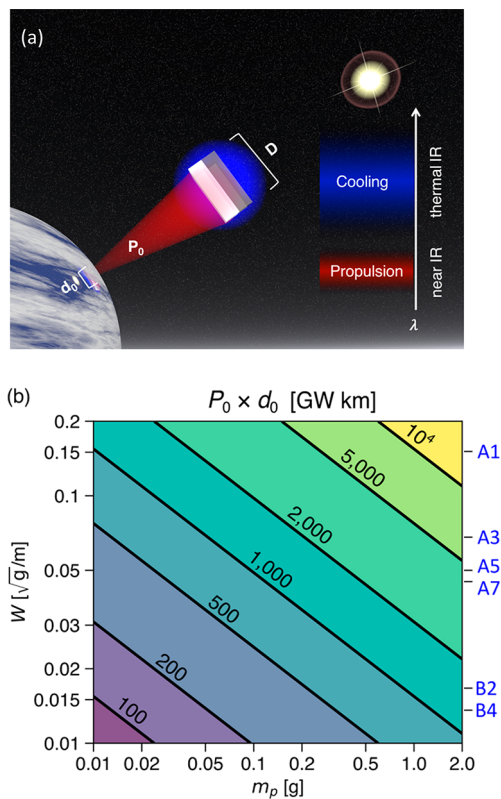 (a)
D
P₀
d₀
Cooling
thermal IR
Propulsion
near IR
λ
(b)
P₀ × d₀ [GW km]
0.2
0.15
0.1
0.05
0.03
0.02
0.015
0.01
W [√g/m]
10⁴
5,000
2,000
1,000
500
200
100
A1
A3
A5
A7
B2
B4
0.01 0.02 0.05 0.1 0.2 0.5 1.0 2.0
mₚ [g]